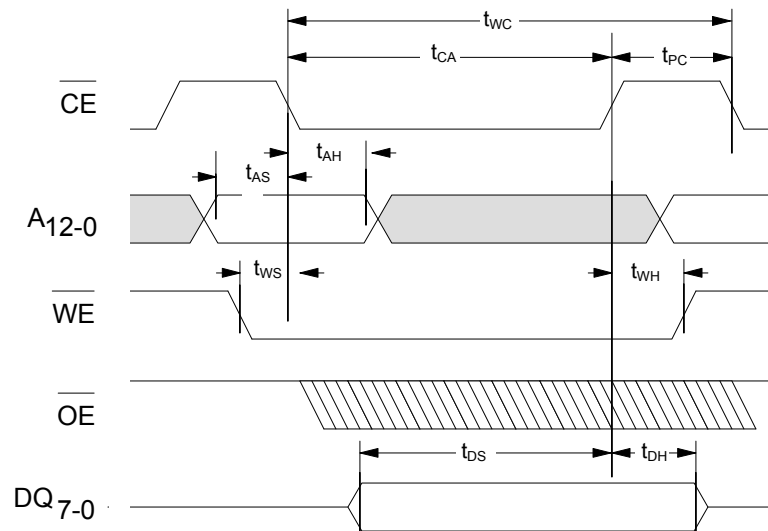 tWC
tCA tPC
CE
tAH
tAS
A12-0
tWS tWH
WE
OE
tDS tDH
DQ7-0